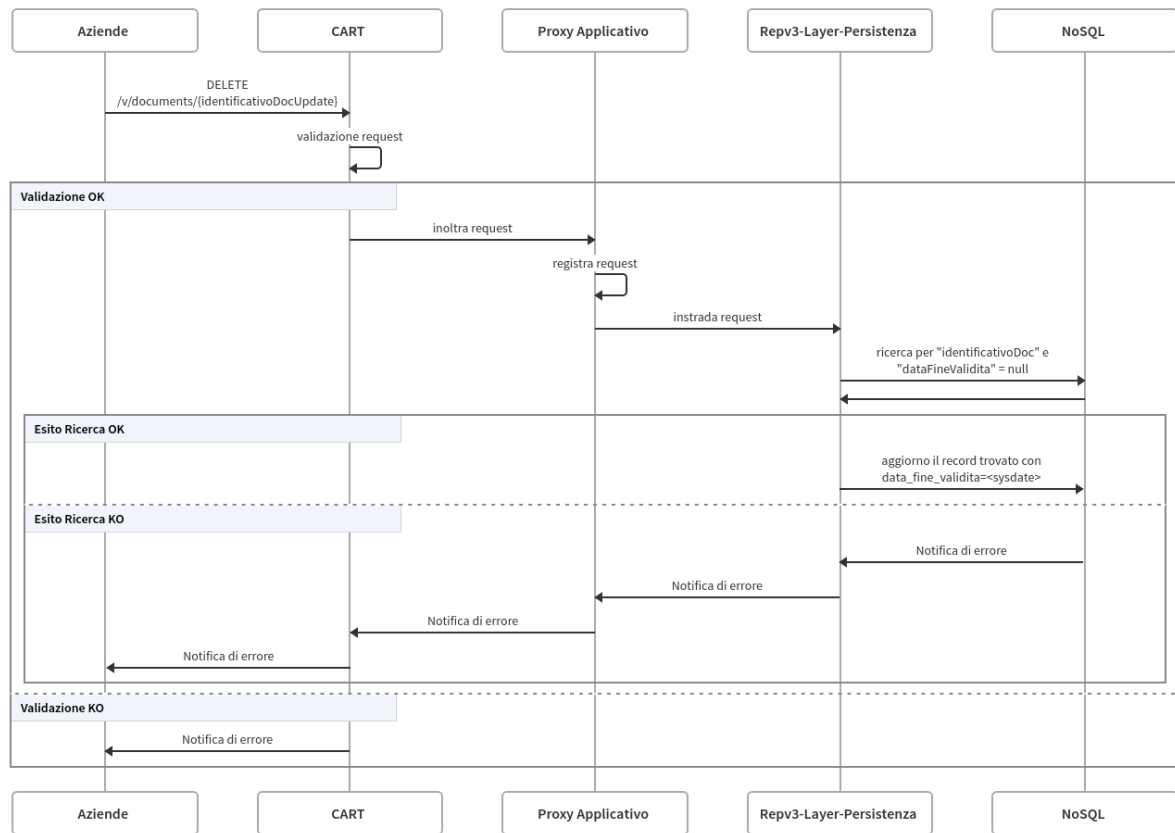 Aziende
CART
Proxy Applicativo
Repv3-Layer-Persistenza
NoSQL
DELETE
/v/documents/{identificativoDocUpdate}
validazione request
Validazione OK
inoltra request
registra request
instrada request
ricerca per "identificativoDoc" e
"dataFineValidita" = null
Esito Ricerca OK
aggiorno il record trovato con
data_fine_validita=<sysdate>
Esito Ricerca KO
Notifica di errore
Notifica di errore
Notifica di errore
Notifica di errore
Validazione KO
Notifica di errore
Aziende
CART
Proxy Applicativo
Repv3-Layer-Persistenza
NoSQL